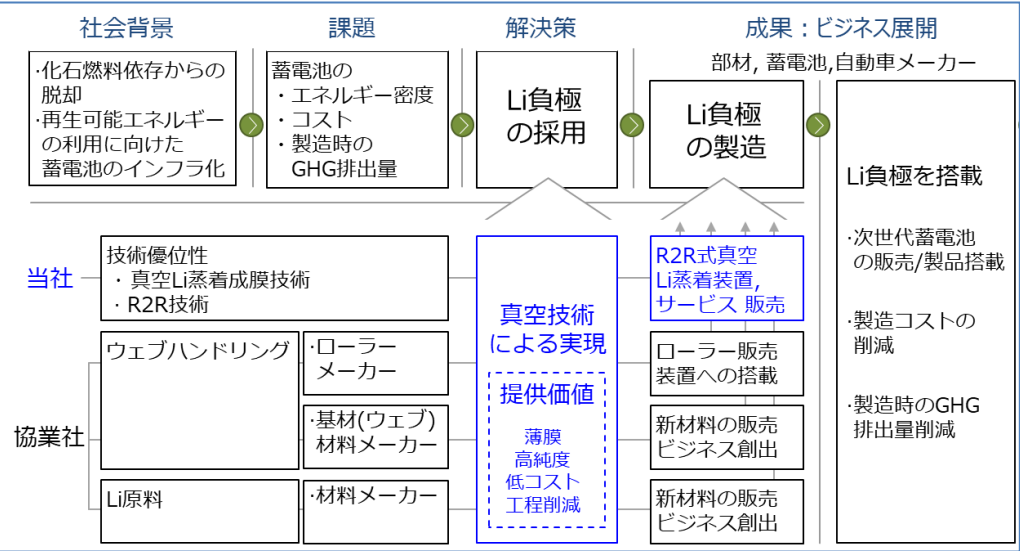 社会背景
課題
解決策
成果：ビジネス展開
部材, 蓄電池,自動車メーカー
·化石燃料依存からの
脱却
·再生可能エネルギー
の利用に向けた
蓄電池のインフラ化
蓄電池の
・エネルギー密度
・コスト
・製造時の
GHG排出量
Li負極
の採用
Li負極
の製造
Li負極を搭載
·次世代蓄電池
の販売/製品搭載
·製造コストの
削減
·製造時のGHG
排出量削減
当社
技術優位性
・真空Li蒸着成膜技術
・R2R技術
真空技術
による実現
提供価値
薄膜
高純度
低コスト
工程削減
R2R式真空
Li蒸着装置,
サービス 販売
協業社
ウェブハンドリング
·ローラー
メーカー
ローラー販売
装置への搭載
·基材(ウェブ)
材料メーカー
新材料の販売
ビジネス創出
Li原料
·材料メーカー
新材料の販売
ビジネス創出